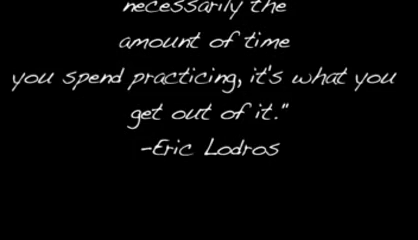 necessarily the
amount of time
you spend practicing, it's what you
get out of it."
-Eric Lodros